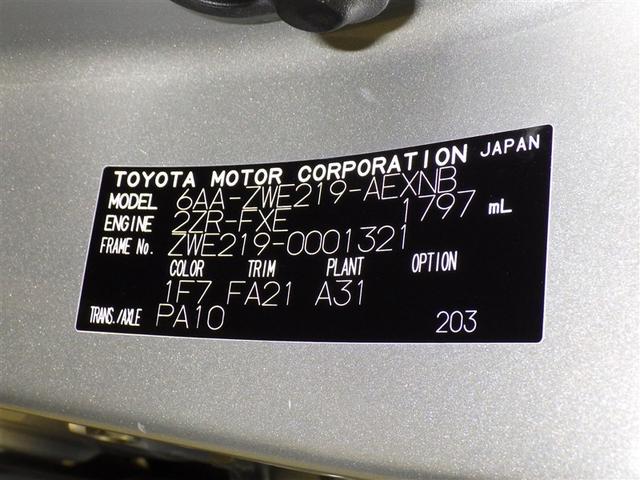 TOYOTA MOTOR CORPORATION JAPAN
MODEL 6AA-ZWE219-AEXNB
ENGINE 2ZR-FXE 1797 mL
FRAME No. ZWE219-0001321
COLOR TRIM PLANT OPTION
1F7 FA21 A31
TRANS./AXLE PA10 203